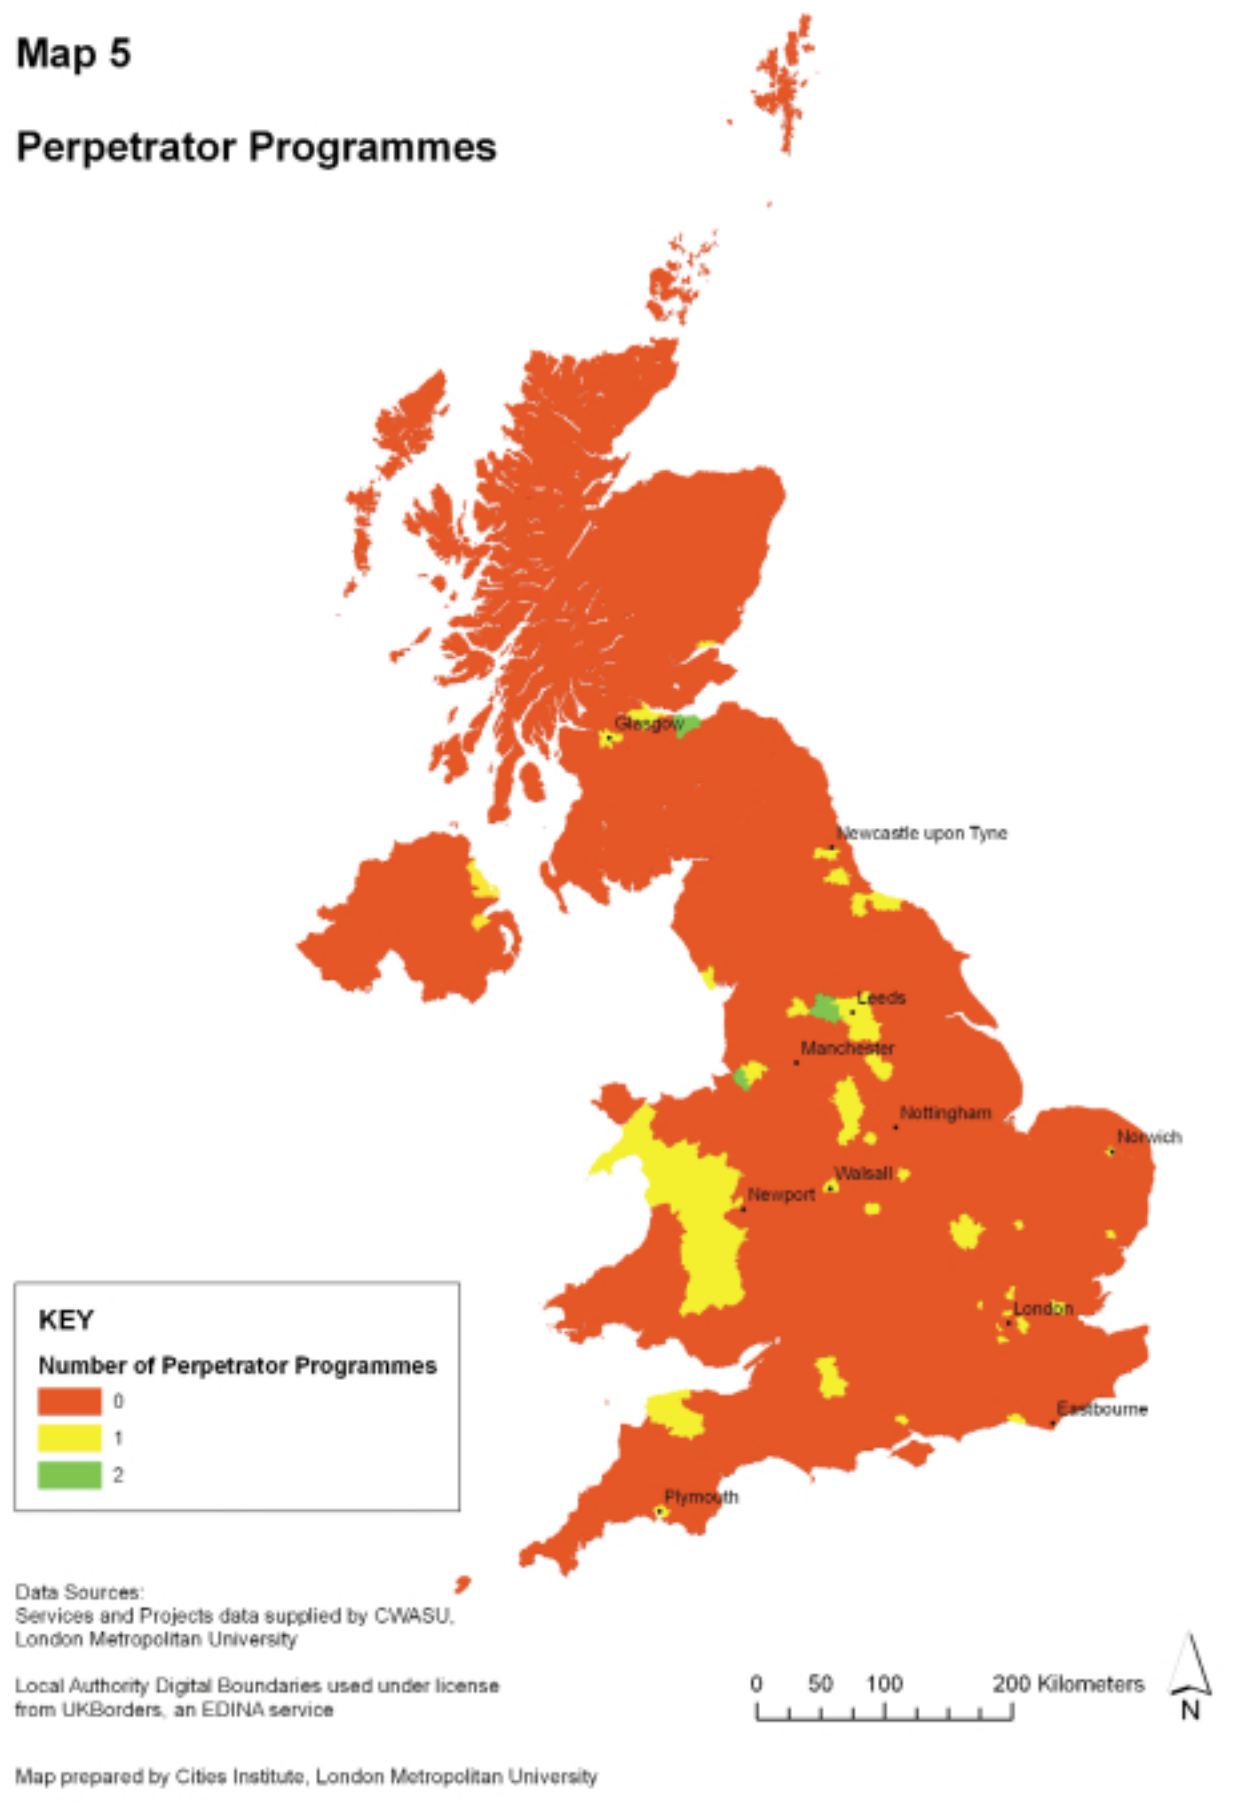 Map 5
Perpetrator Programmes
Glasgow
Newcastle upon Tyne
Leeds
Manchester
Nottingham
Norwich
Walsall
Newport
London
Eastbourne
Plymouth
KEY
Number of Perpetrator Programmes
0
1
2
Data Sources:
Services and Projects data supplied by CWASU,
London Metropolitan University
Local Authority Digital Boundaries used under license
from UKBorders, an EDINA service
0 50 100 200 Kilometers
N
Map prepared by Cities Institute, London Metropolitan University